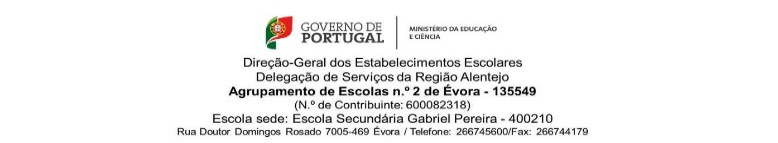 GOVERNO DE
PORTUGAL
MINISTÉRIO DA EDUCAÇÃO
E CIÊNCIA
Direção-Geral dos Estabelecimentos Escolares
Delegação de Serviços da Região Alentejo
Agrupamento de Escolas n.º 2 de Évora - 135549
(N.º de Contribuinte: 600082318)
Escola sede: Escola Secundária Gabriel Pereira - 400210
Rua Doutor Domingos Rosado 7005-469 Évora / Telefone: 266745600/Fax: 266744179